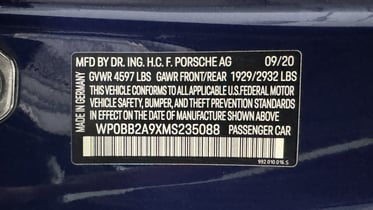 MFD BY DR. ING. H.C. F. PORSCHE AG 09/20
GVWR 4597 LBS GAWR FRONT/REAR 1929/2932 LBS
THIS VEHICLE CONFORMS TO ALL APPLICABLE U.S. FEDERAL MOTOR
VEHICLE SAFETY, BUMPER, AND THEFT PREVENTION STANDARDS
IN EFFECT ON THE DATE OF MANUFACTURE SHOWN ABOVE.
WP0BB2A9XMS235088 PASSENGER CAR
992 010 016 S
MADE IN GERMANY